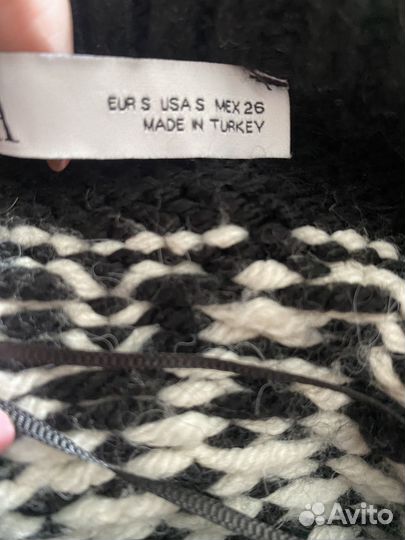 A
EUR S USA S MEX 26
MADE IN TURKEY
Avito